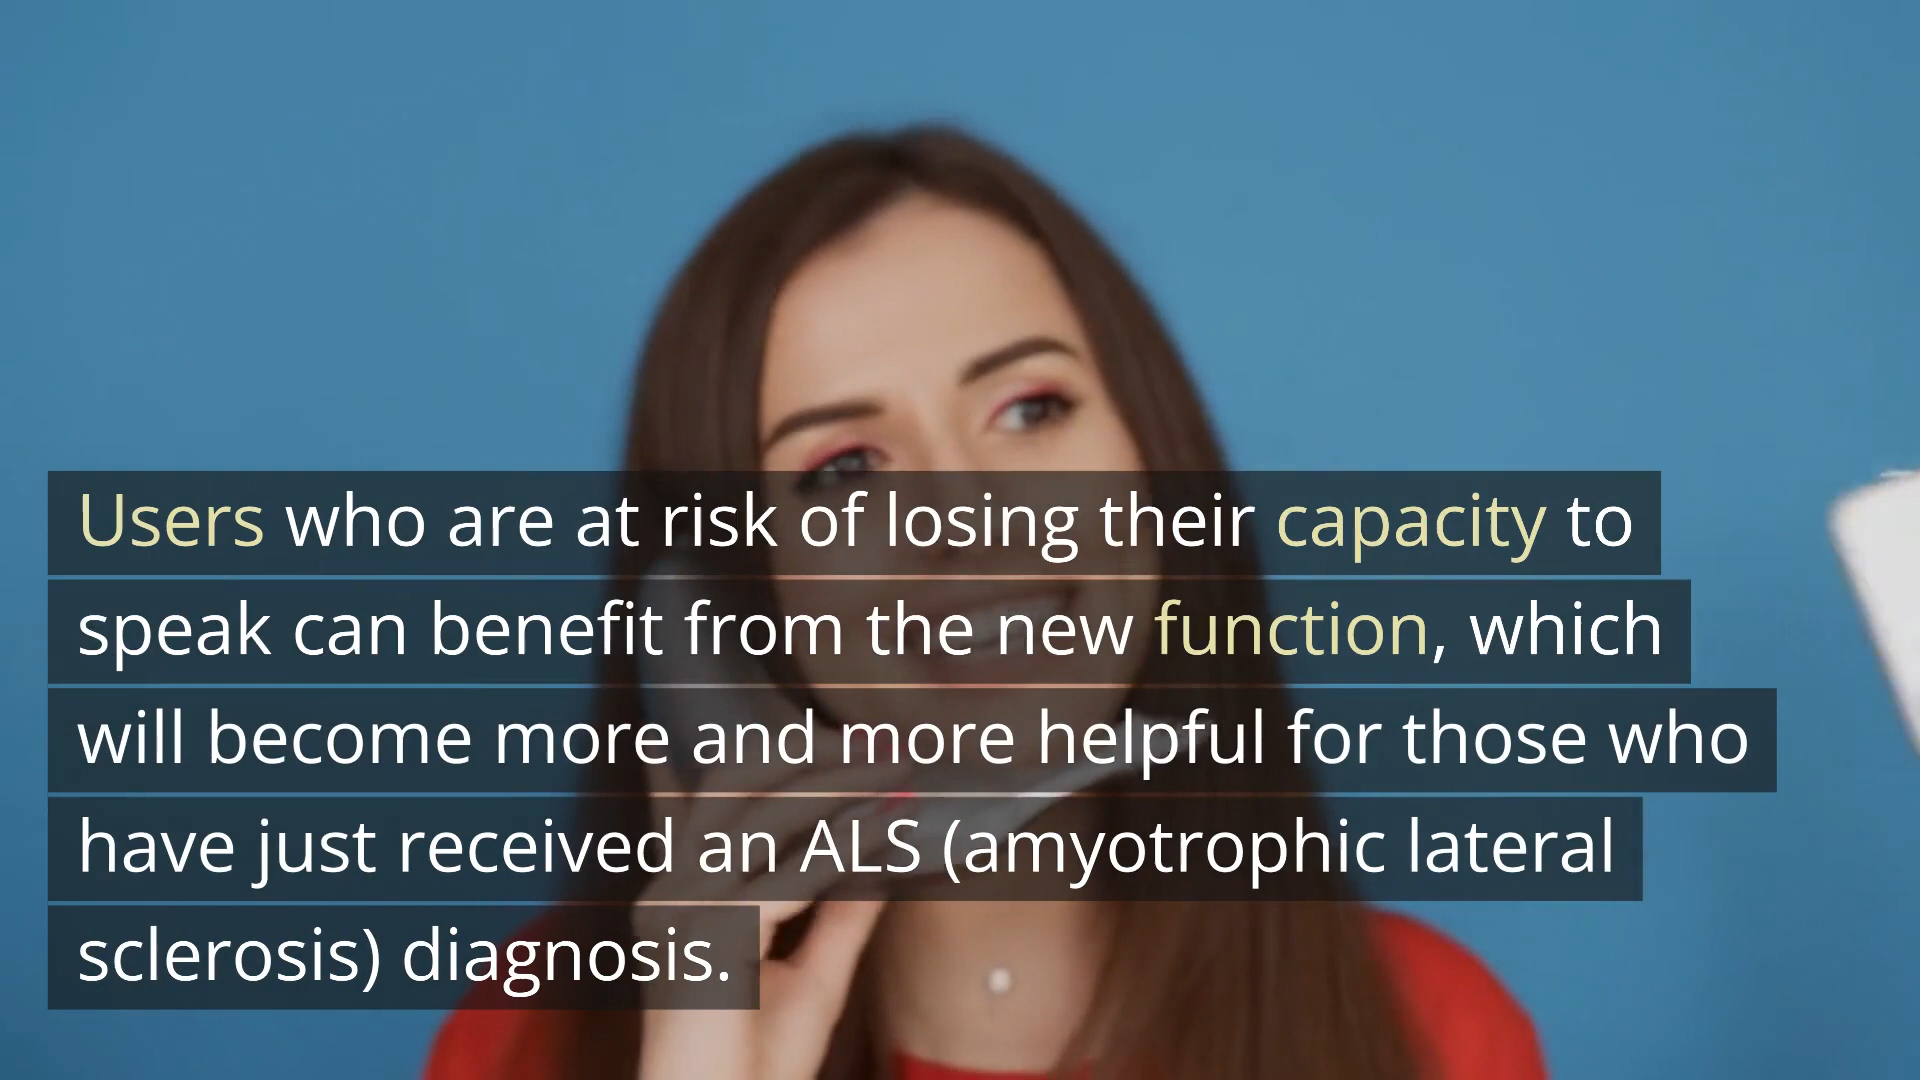 Users who are at risk of losing their capacity to
speak can benefit from the new function, which
will become more and more helpful for those who
have just received an ALS (amyotrophic lateral
sclerosis) diagnosis.